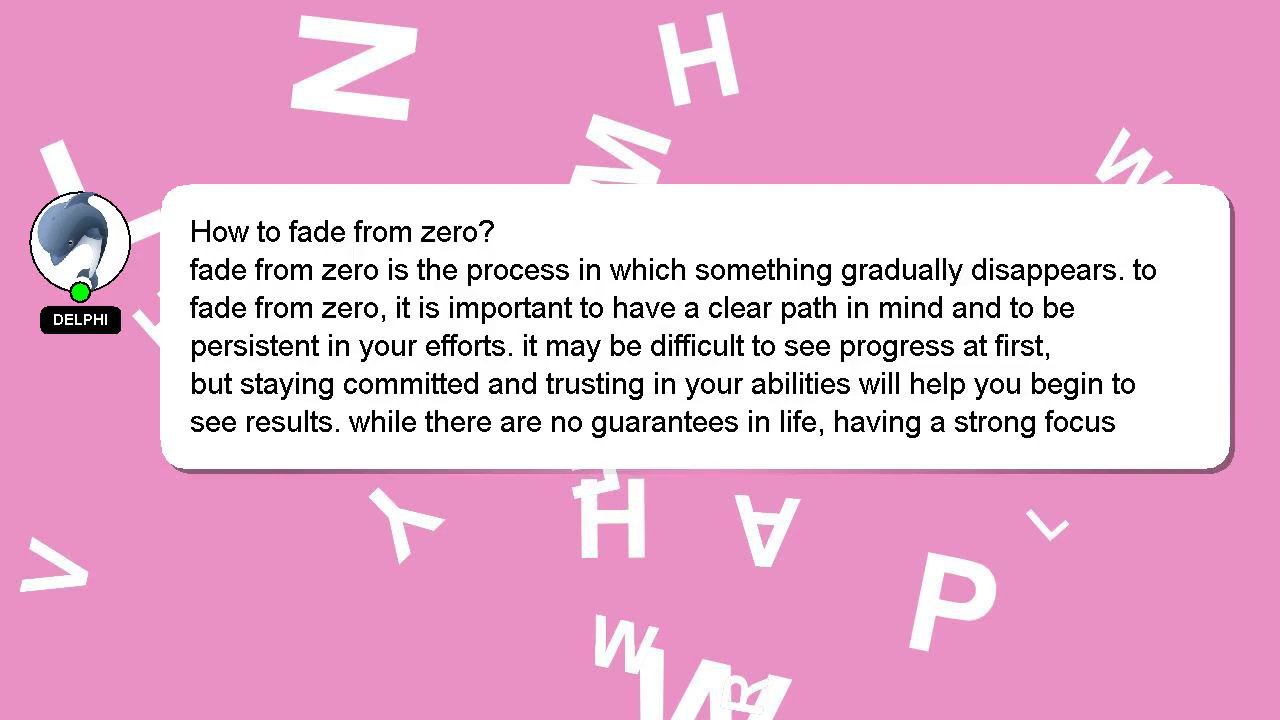 Z
H
M
W
How to fade from zero?
fade from zero is the process in which something gradually disappears. to
fade from zero, it is important to have a clear path in mind and to be
DELPHI
persistent in your efforts. it may be difficult to see progress at first,
but staying committed and trusting in your abilities will help you begin to
see results. while there are no guarantees in life, having a strong focus
Y
H
A
L
V
P
W
W
B